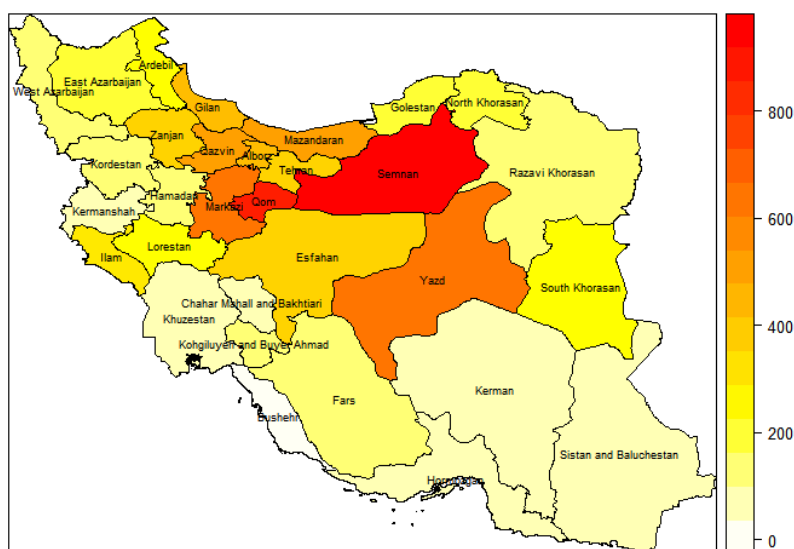 Ardebil
East Azarbaijan
West Azarbaijan
Gilan
Golestan
North Khorasan
Zanjan
Mazandaran
Qazvin
Alborz
Kordestan
Tehran
Semnan
Razavi Khorasan
Hamadan
Markazi
Qom
Kermanshah
Lorestan
Ilam
Esfahan
Yazd
South Khorasan
Chahar Mahall and Bakhtiari
Khuzestan
Kohgiluyeh and Buyer Ahmad
Kerman
Fars
Bushehr
Sistan and Baluchestan
Hormozgan
800
600
400
200
0